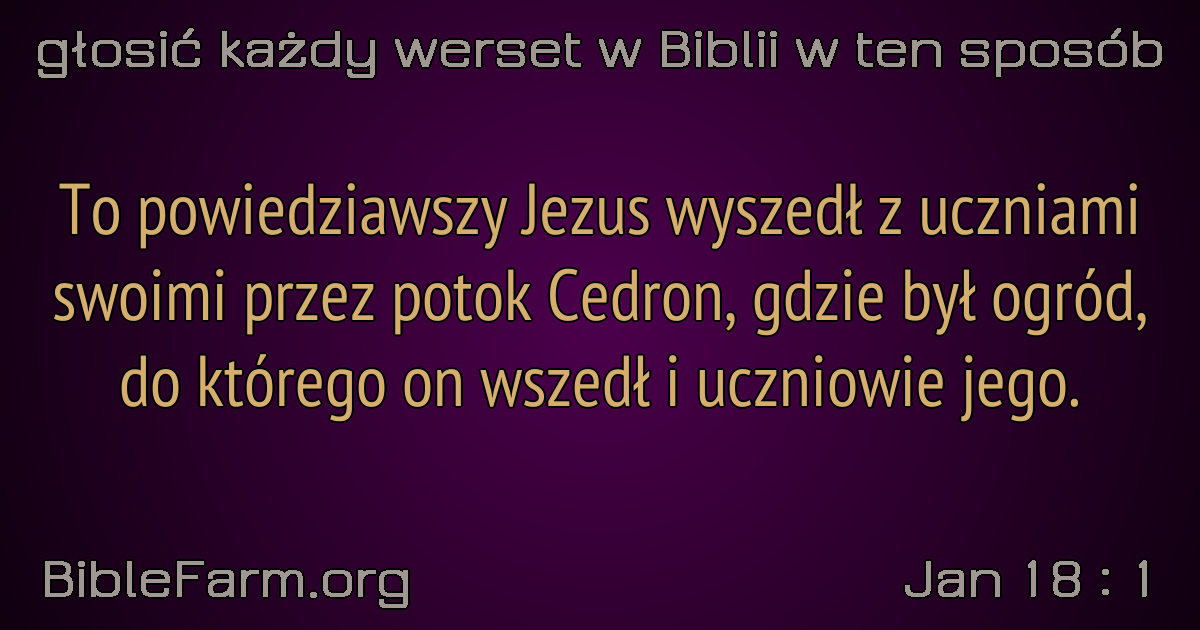 głosić każdy werset w Biblii w ten sposób
To powiedziawszy Jezus wyszedł z uczniami
swoimi przez potok Cedron, gdzie był ogród,
do którego on wszedł i uczniowie jego.
BibleFarm.org
Jan 18 : 1